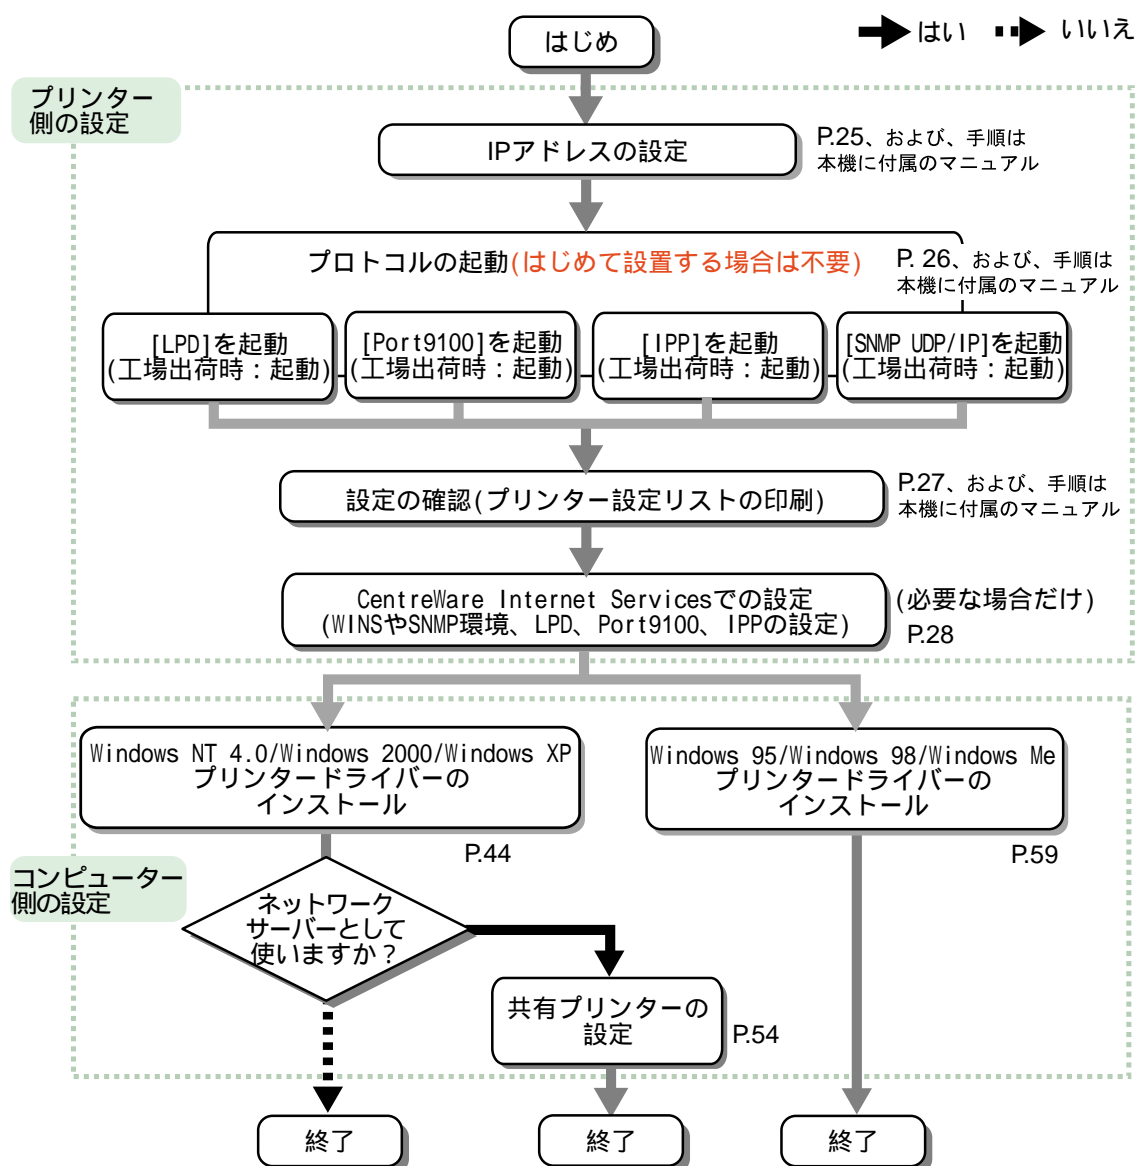 はじめ
はい
いいえ
プリンター
側の設定
IPアドレスの設定
P.25、および、手順は
本機に付属のマニュアル
プロトコルの起動(はじめて設置する場合は不要)
P. 26、および、手順は
本機に付属のマニュアル
[LPD]を起動
(工場出荷時：起動)
[Port9100]を起動
(工場出荷時：起動)
[IPP]を起動
(工場出荷時：起動)
[SNMP UDP/IP]を起動
(工場出荷時：起動)
設定の確認(プリンター設定リストの印刷)
P.27、および、手順は
本機に付属のマニュアル
CentreWare Internet Servicesでの設定
(WINSやSNMP環境、LPD、Port9100、IPPの設定)
(必要な場合だけ)
P.28
Windows NT 4.0/Windows 2000/Windows XP
プリンタードライバーの
インストール
P.44
Windows 95/Windows 98/Windows Me
プリンタードライバーの
インストール
P.59
コンピューター
側の設定
ネットワーク
サーバーとして
使いますか？
共有プリンターの
設定
P.54
終了
終了
終了